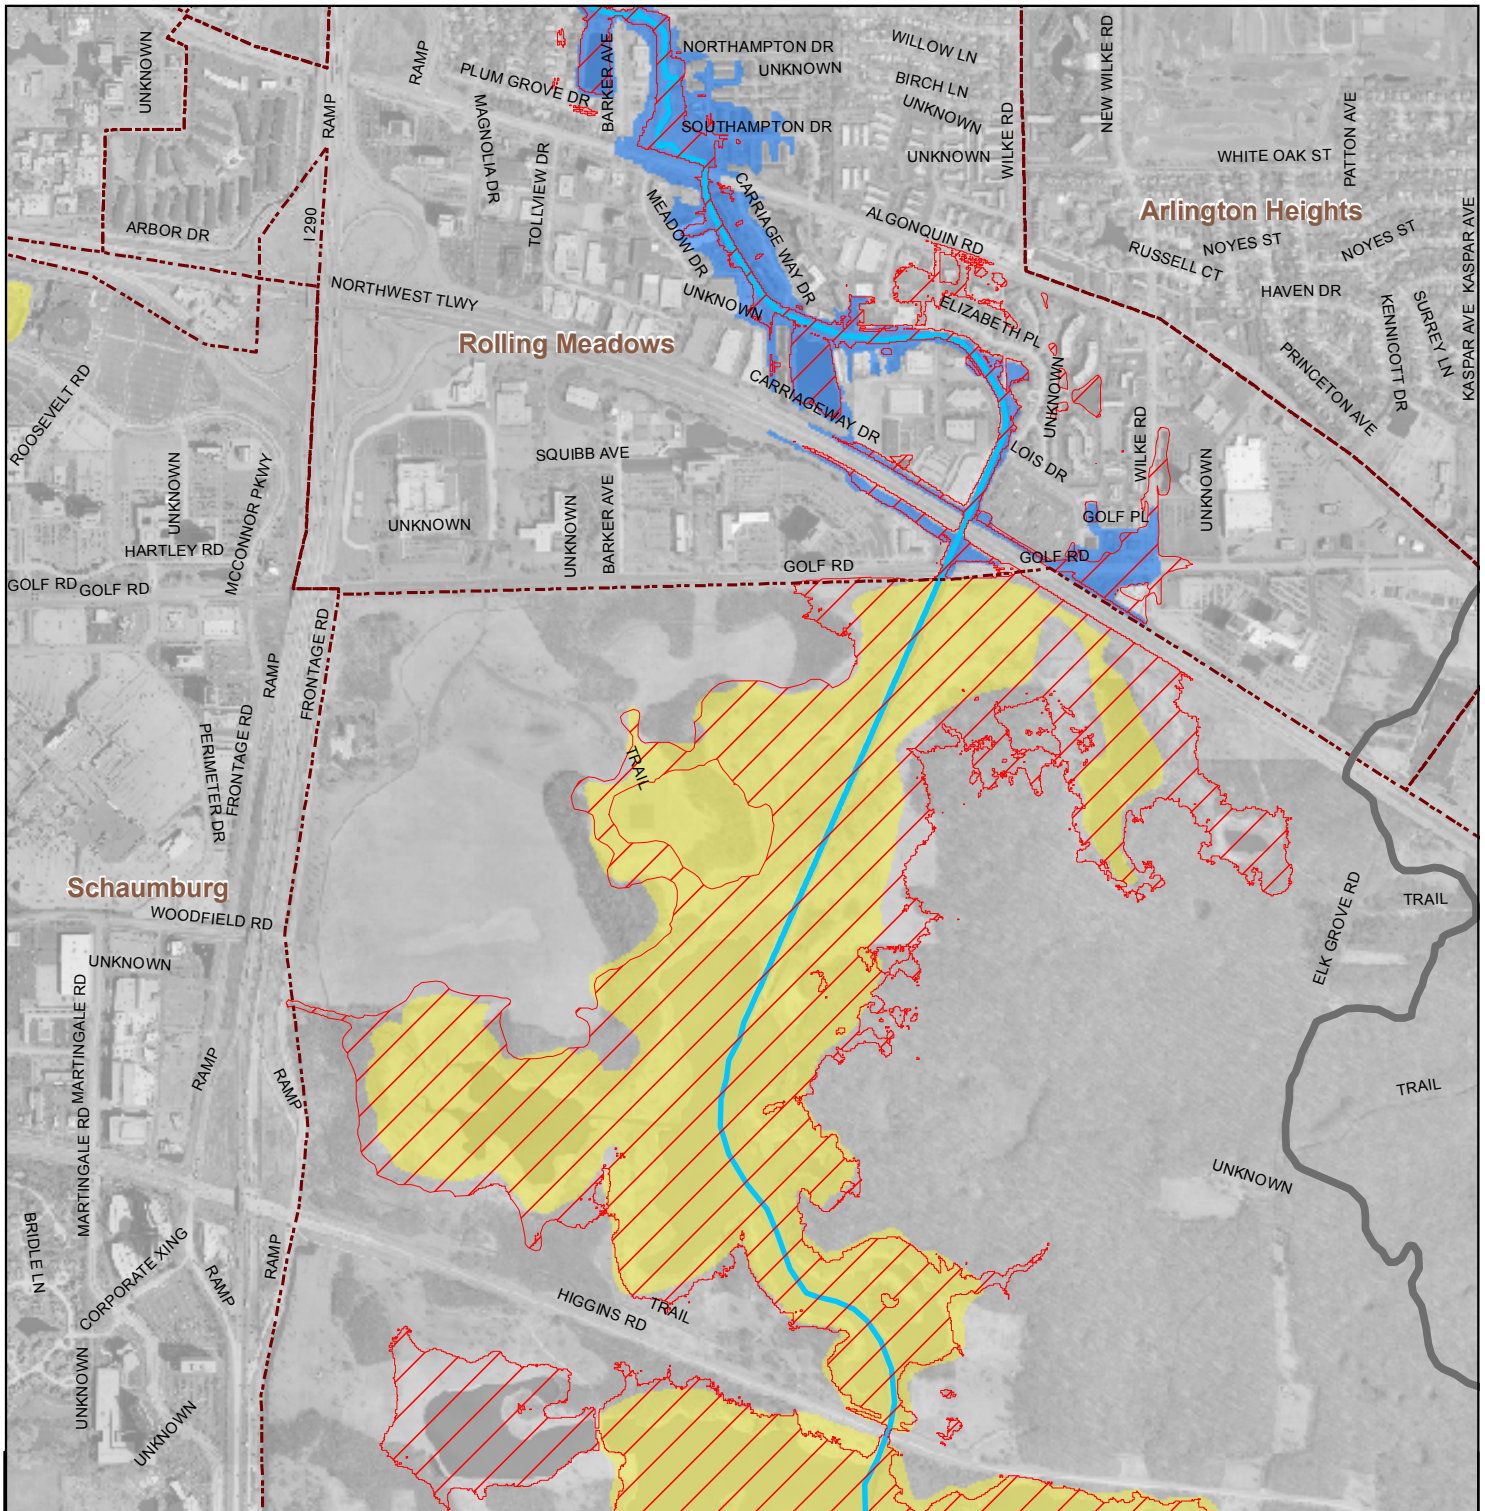 UNKNOWN
RAMP
PLUM GROVE DR
BARKER AVE
NORTHAMPTON DR
UNKNOWN
WILLOW LN
BIRCH LN
UNKNOWN
UNKNOWN
WILKE RD
NEW WILKE RD
PATTON AVE
WHITE OAK ST
RAMP
MAGNOLIA DR
TOLLVIEW DR
SOUTHAMPTON DR
CARRIAGE WAY DR
MEADOW DR
UNKNOWN
ALGONQUIN RD
Arlington Heights
RUSSELL CT
NOYES ST
NOYES ST
KASPAR AVE
KASPAR AVE
HAVEN DR
KENNICOTT DR
SURREY LN
PRINCETON AVE
ARBOR DR
I 290
NORTHWEST TLWY
Rolling Meadows
ELIZABETH PL
UNKNOWN
CARRIAGEWAY DR
LOIS DR
WILKE RD
UNKNOWN
ROOSEVELT RD
UNKNOWN
MCCONNOR PKWY
HARTLEY RD
GOLF RD
GOLF RD
UNKNOWN
SQUIBB AVE
UNKNOWN
BARKER AVE
GOLF RD
GOLF RD
GOLF PL
FRONTAGE RD
RAMP
FRONTAGE RD
PERIMETER DR
TRAIL
Schaumburg
WOODFIELD RD
UNKNOWN
MARTINGALE RD
MARTINGALE RD
RAMP
RAMP
ELK GROVE RD
TRAIL
TRAIL
UNKNOWN
BRIDLE LN
CORPORATE XING
RAMP
RAMP
HIGGINS RD
TRAIL
UNKNOWN
UNKNOWN